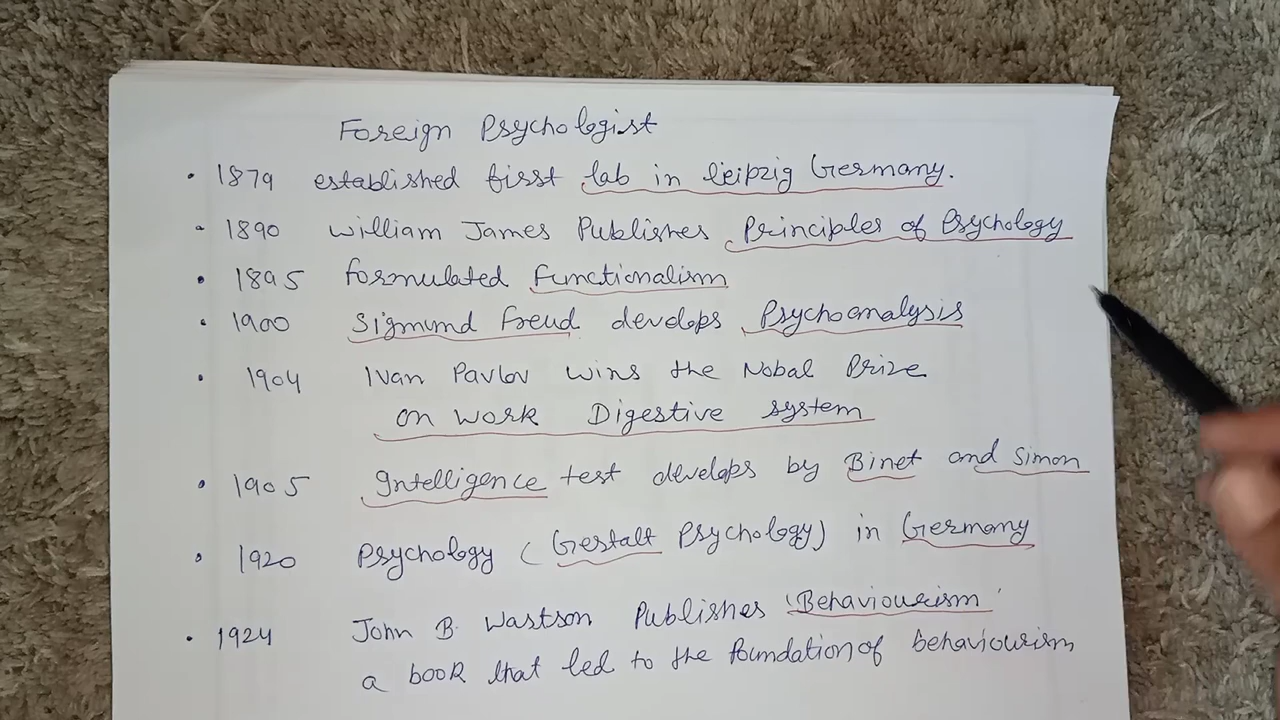 Foreign Psychologist
• 1879 established first lab in leipzig Germany.
• 1890 William James Publishes Principles of Psychology
• 1895 formulated Functionalism
• 1900 Sigmund Freud develops Psychoanalysis
• 1904 Ivan Pavlov wins the Nobal Prize
on work Digestive system
• 1905 Intelligence test develops by Binet and Simon
• 1920 Psychology (Gestalt Psychology) in Germany
• 1924 John B. Wastson Publishes 'Behaviourism'
a book that led to the foundation of behaviourism